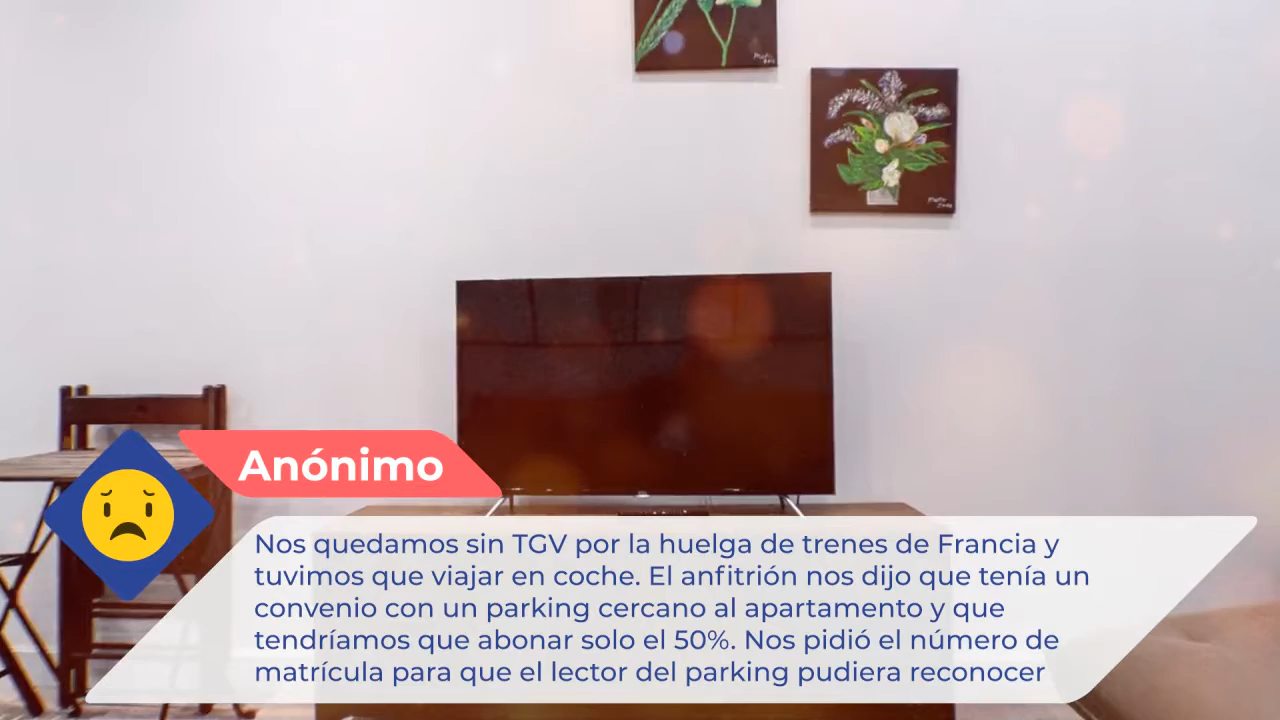 Anónimo
Nos quedamos sin TGV por la huelga de trenes de Francia y
tuvimos que viajar en coche. El anfitrión nos dijo que tenía un
convenio con un parking cercano al apartamento y que
tendríamos que abonar solo el 50%. Nos pidió el número de
matrícula para que el lector del parking pudiera reconocer